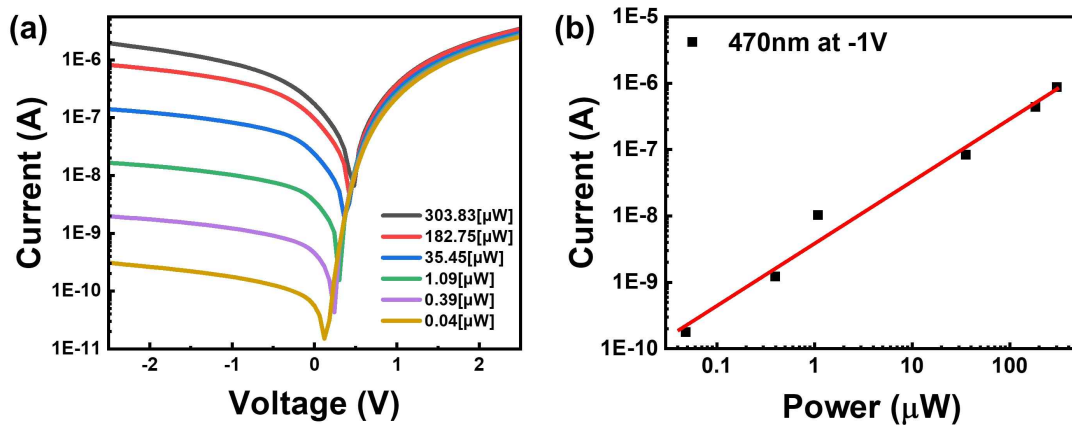 (a)
Current (A)
1E-6
1E-7
1E-8
1E-9
1E-10
1E-11
-2
-1
0
1
2
Voltage (V)
303.83[μW]
182.75[μW]
35.45[μW]
1.09[μW]
0.39[μW]
0.04[μW]
(b)
Current (A)
1E-5
1E-6
1E-7
1E-8
1E-9
1E-10
0.1
1
10
100
Power (μW)
470nm at -1V